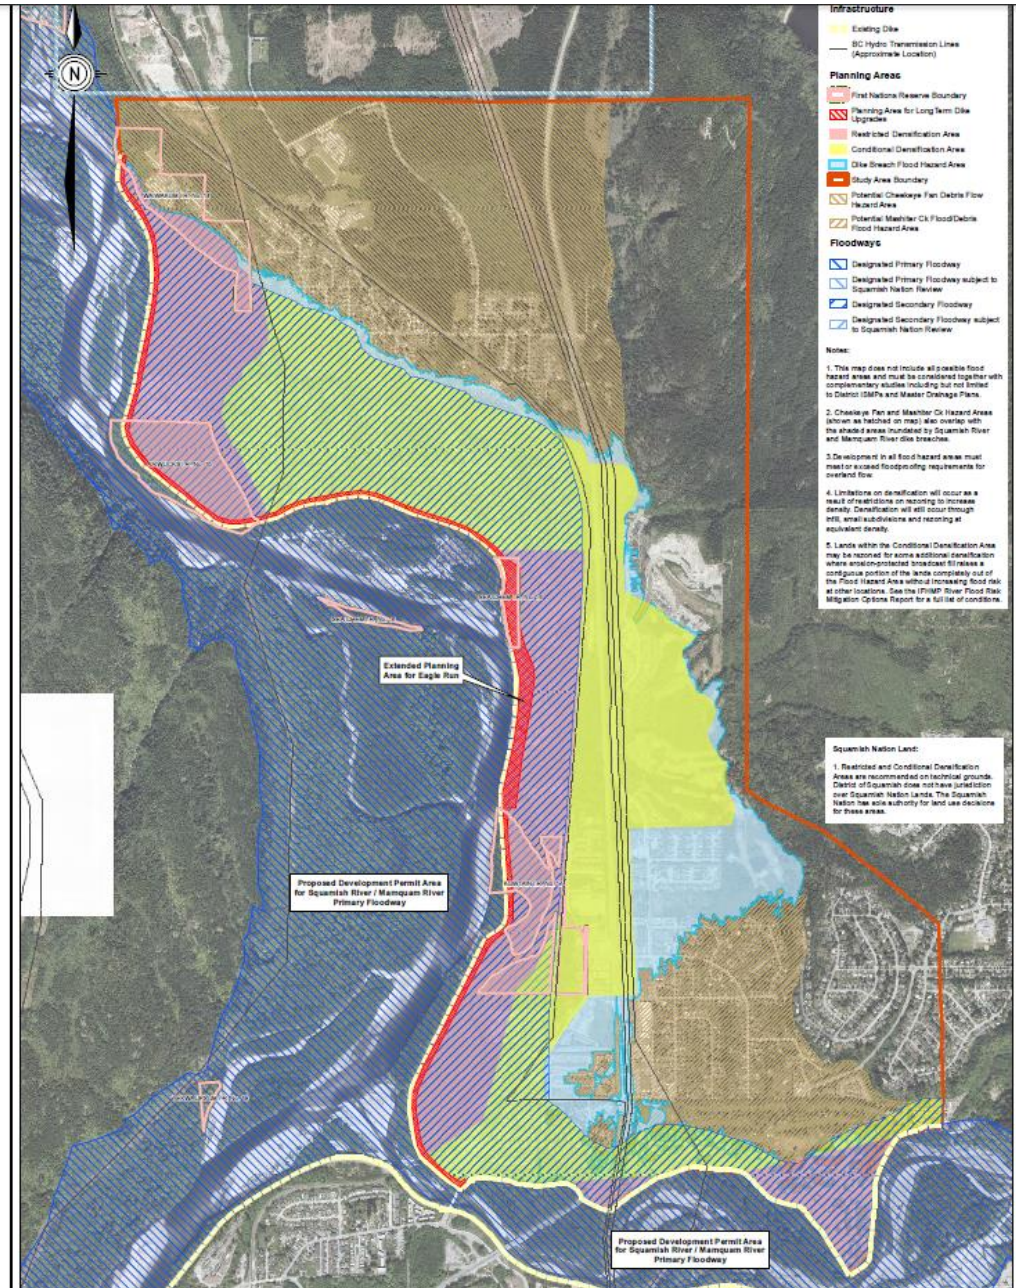 Infrastructure
Existing Dike
BC Hydro Transmission Lines
(Approximate Location)
Planning Areas
First Nations Reserve Boundary
Planning Area for Long Term Dike
Upgrades
Restricted Densification Area
Conditional Densification Area
Dike Breach Flood Hazard Area
Study Area Boundary
Potential Cheekeye Fan Debris Flow
Hazard Area
Potential Mashiter Ck Flood/Debris
Flood Hazard Area
Floodways
Designated Primary Floodway
Designated Primary Floodway subject to
Squamish Nation Review
Designated Secondary Floodway
Designated Secondary Floodway subject
to Squamish Nation Review
Notes:
1. This map does not include all possible flood
hazard areas and must be considered together with
complementary studies including but not limited
to District ISMPs and Master Drainage Plans.
2. Cheekeye Fan and Mashiter Ck Hazard Areas
(shown as hatched on map) also overlap with
the shaded areas inundated by Squamish River
and Mamquam River dike breaches.
3.Development in all flood hazard areas must
meet or exceed floodproofing requirements for
overland flow.
4. Limitations on densification will occur as a
result of restrictions on rezoning to increase
density. Densification will still occur through
infill, small subdivisions and rezoning at
equivalent density.
5. Lands within the Conditional Densification Area
may be rezoned for some additional densification
where erosion-protected broadcast fill raises a
contiguous portion of the lands completely out of
the Flood Hazard Area without increasing flood risk
at other locations. See the IFHMP River Flood Risk
Mitigation Options Report for a full list of conditions.
N
Extended Planning
Area for Eagle Run
Squamish Nation Land:
1. Restricted and Conditional Densification
Areas are recommended on technical grounds.
District of Squamish does not have jurisdiction
over Squamish Nation Lands. The Squamish
Nation has sole authority for land use decisions
for these areas.
Proposed Development Permit Area
for Squamish River / Mamquam River
Primary Floodway
Proposed Development Permit Area
for Squamish River / Mamquam River
Primary Floodway